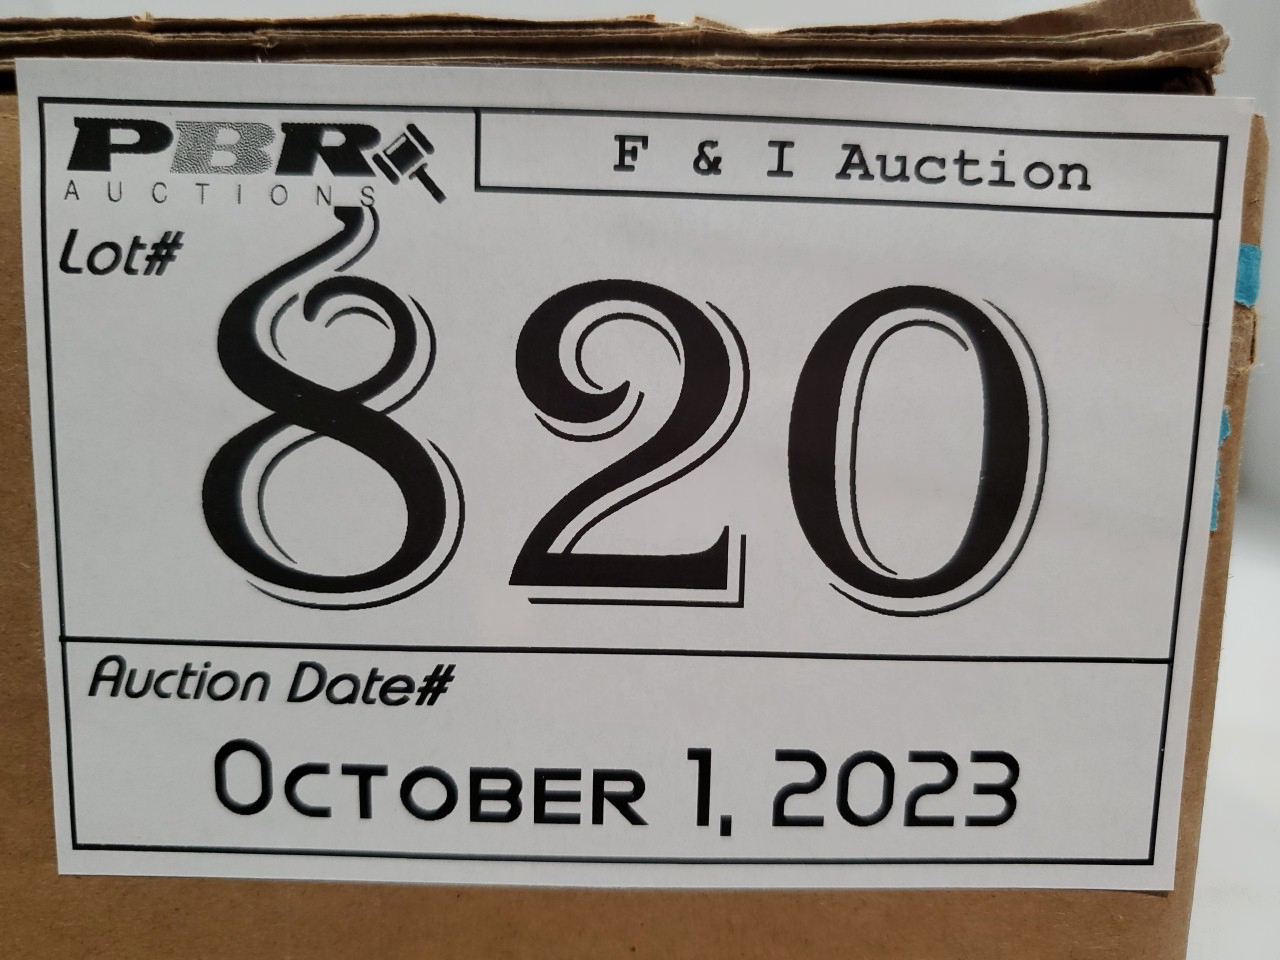 PBR
AUCTIONS
F & I Auction
Lot#
820
Auction Date#
October 1, 2023